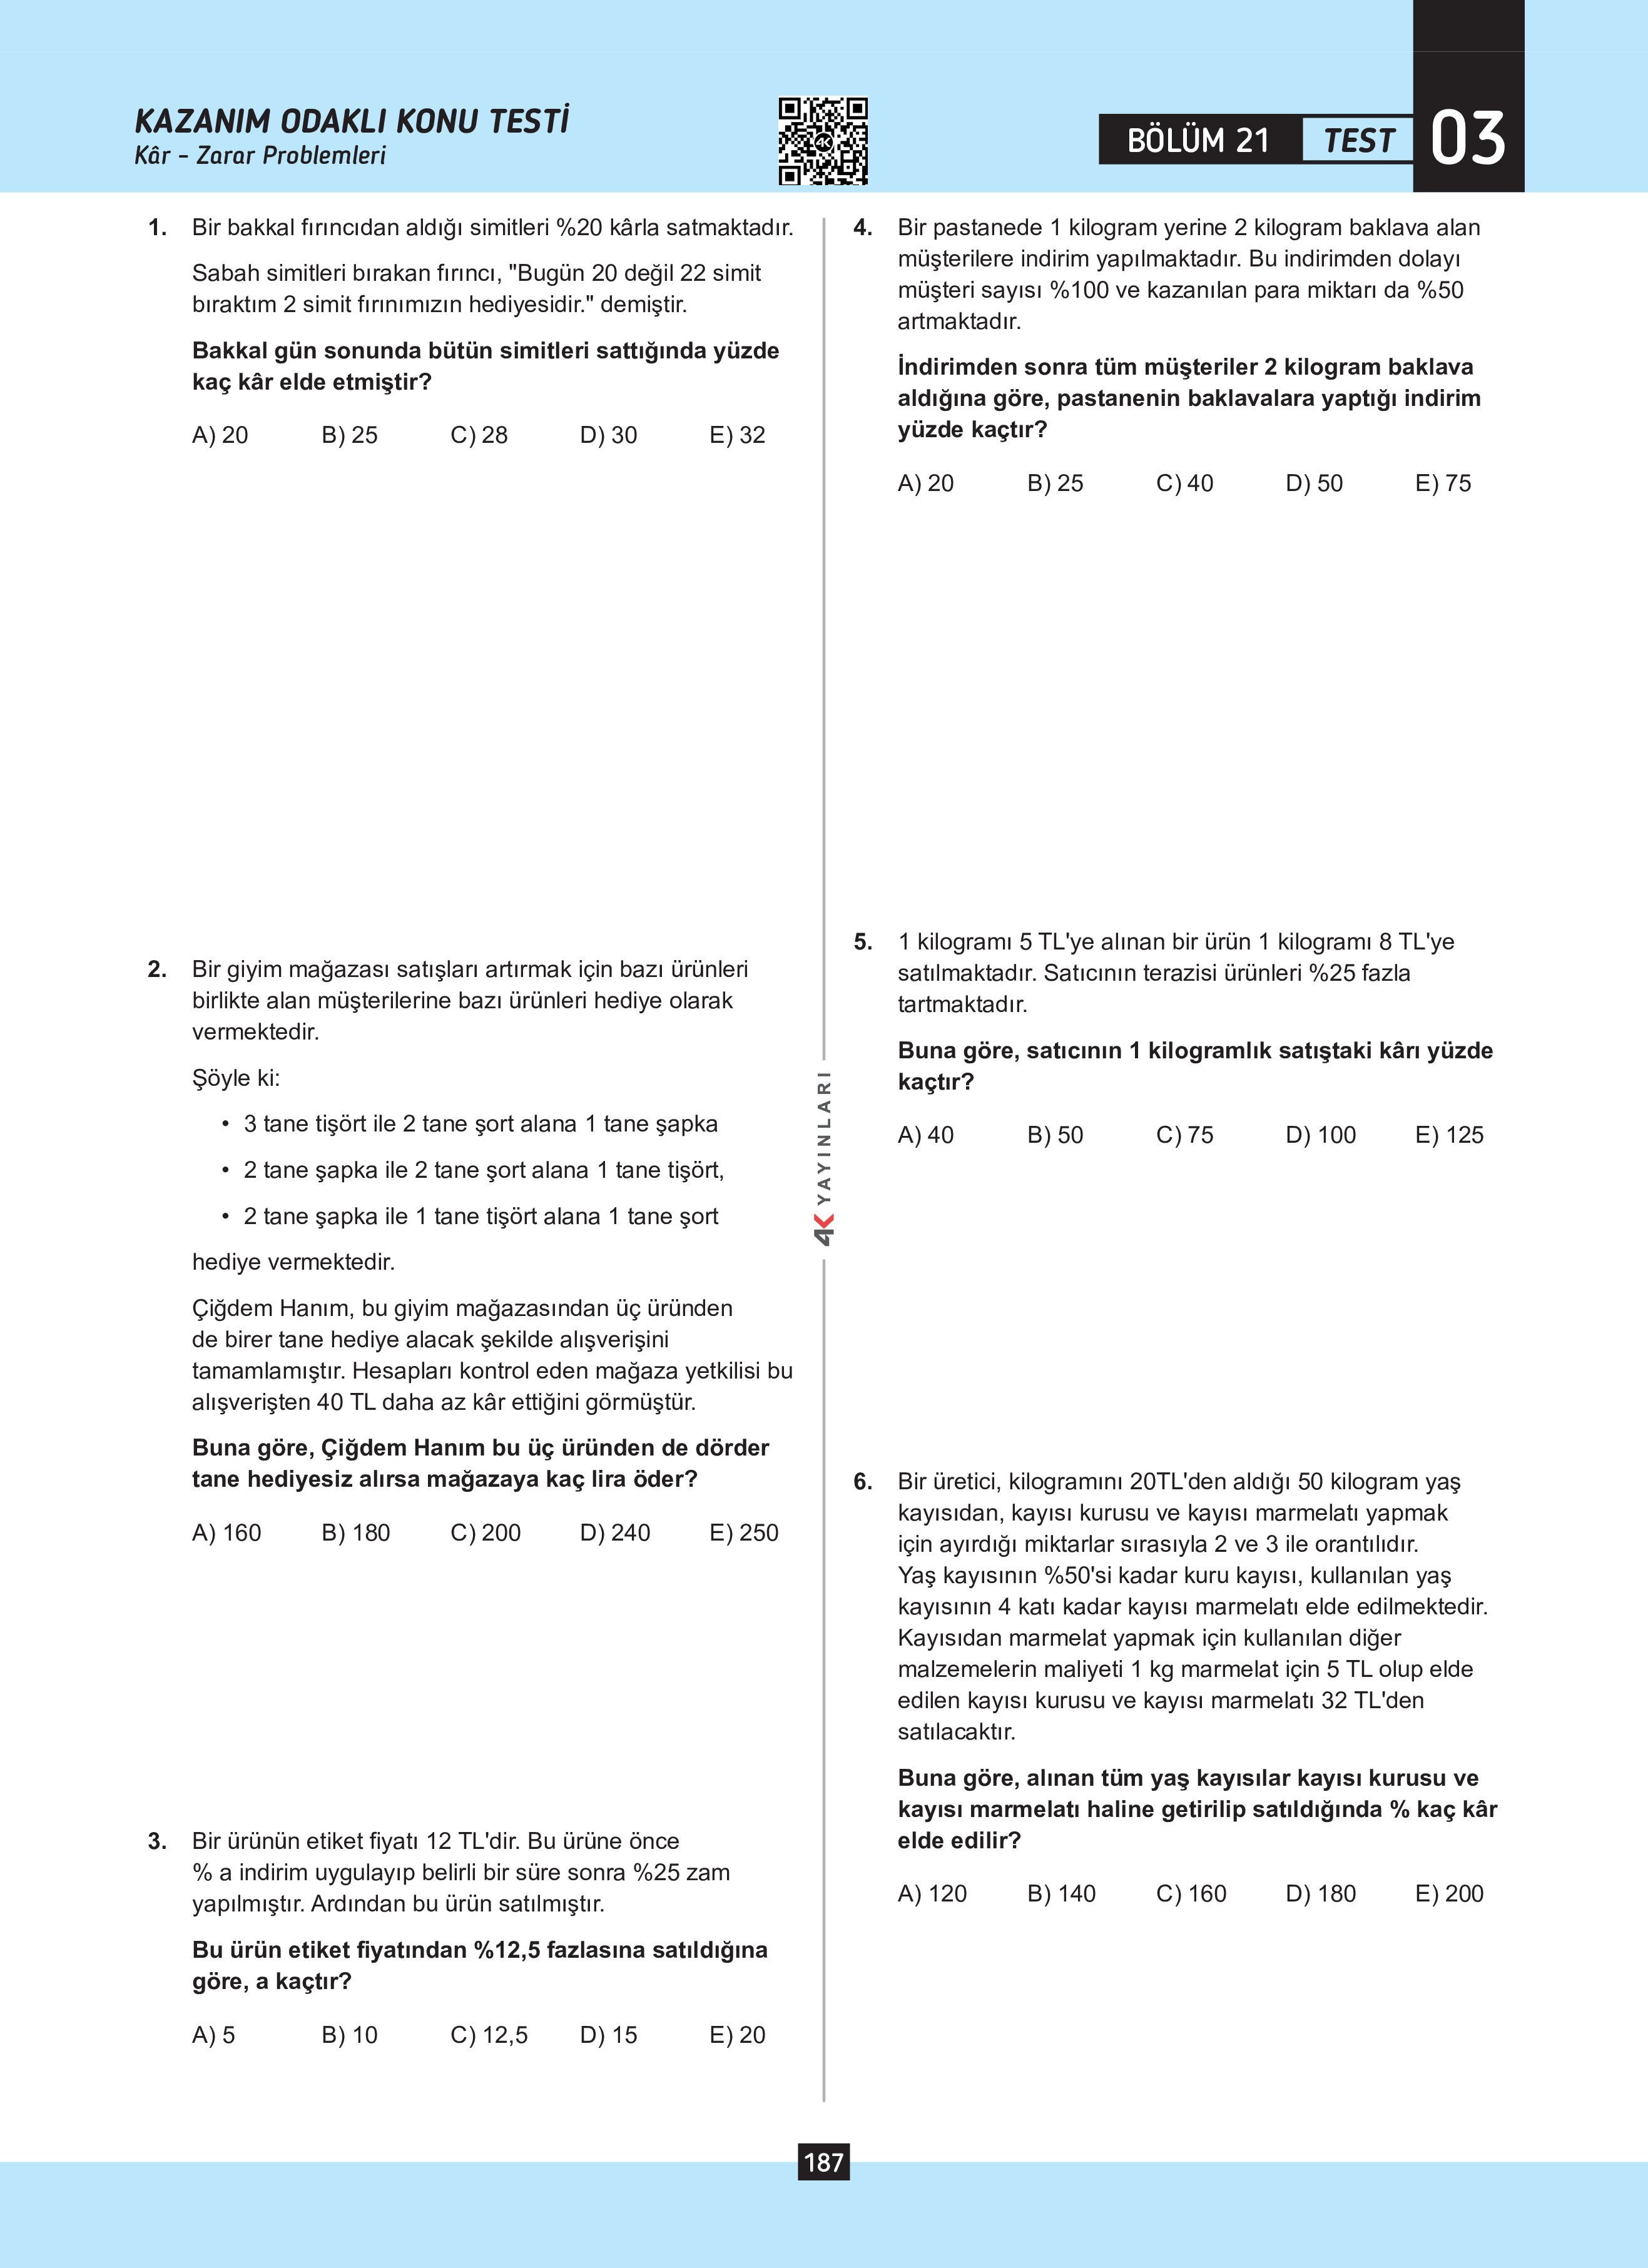 KAZANIM ODAKLI KONU TESTİ
Kâr - Zarar Problemleri
4K
BÖLÜM 21
TEST
03
1. Bir bakkal fırıncıdan aldığı simitleri %20 kârla satmaktadır.
Sabah simitleri bırakan fırıncı, "Bugün 20 değil 22 simit
bıraktım 2 simit fırınımızın hediyesidir." demiştir.
Bakkal gün sonunda bütün simitleri sattığında yüzde
kaç kâr elde etmiştir?
A) 20 B) 25 C) 28 D) 30 E) 32
2. Bir giyim mağazası satışları artırmak için bazı ürünleri
birlikte alan müşterilerine bazı ürünleri hediye olarak
vermektedir.
Şöyle ki:
• 3 tane tişört ile 2 tane şort alana 1 tane şapka
• 2 tane şapka ile 2 tane şort alana 1 tane tişört,
• 2 tane şapka ile 1 tane tişört alana 1 tane şort
hediye vermektedir.
Çiğdem Hanım, bu giyim mağazasından üç üründen
de birer tane hediye alacak şekilde alışverişini
tamamlamıştır. Hesapları kontrol eden mağaza yetkilisi bu
alışverişten 40 TL daha az kâr ettiğini görmüştür.
Buna göre, Çiğdem Hanım bu üç üründen de dörder
tane hediyesiz alırsa mağazaya kaç lira öder?
A) 160 B) 180 C) 200 D) 240 E) 250
3. Bir ürünün etiket fiyatı 12 TL'dir. Bu ürüne önce
% a indirim uygulayıp belirli bir süre sonra %25 zam
yapılmıştır. Ardından bu ürün satılmıştır.
Bu ürün etiket fiyatından %12,5 fazlasına satıldığına
göre, a kaçtır?
A) 5 B) 10 C) 12,5 D) 15 E) 20
4K YAYINLARI
4. Bir pastanede 1 kilogram yerine 2 kilogram baklava alan
müşterilere indirim yapılmaktadır. Bu indirimden dolayı
müşteri sayısı %100 ve kazanılan para miktarı da %50
artmaktadır.
İndirimden sonra tüm müşteriler 2 kilogram baklava
aldığına göre, pastanenin baklavalara yaptığı indirim
yüzde kaçtır?
A) 20 B) 25 C) 40 D) 50 E) 75
5. 1 kilogramı 5 TL'ye alınan bir ürün 1 kilogramı 8 TL'ye
satılmaktadır. Satıcının terazisi ürünleri %25 fazla
tartmaktadır.
Buna göre, satıcının 1 kilogramlık satıştaki kârı yüzde
kaçtır?
A) 40 B) 50 C) 75 D) 100 E) 125
6. Bir üretici, kilogramını 20TL'den aldığı 50 kilogram yaş
kayısıdan, kayısı kurusu ve kayısı marmelatı yapmak
için ayırdığı miktarlar sırasıyla 2 ve 3 ile orantılıdır.
Yaş kayısının %50'si kadar kuru kayısı, kullanılan yaş
kayısının 4 katı kadar kayısı marmelatı elde edilmektedir.
Kayısıdan marmelat yapmak için kullanılan diğer
malzemelerin maliyeti 1 kg marmelat için 5 TL olup elde
edilen kayısı kurusu ve kayısı marmelatı 32 TL'den
satılacaktır.
Buna göre, alınan tüm yaş kayısılar kayısı kurusu ve
kayısı marmelatı haline getirilip satıldığında % kaç kâr
elde edilir?
A) 120 B) 140 C) 160 D) 180 E) 200
187